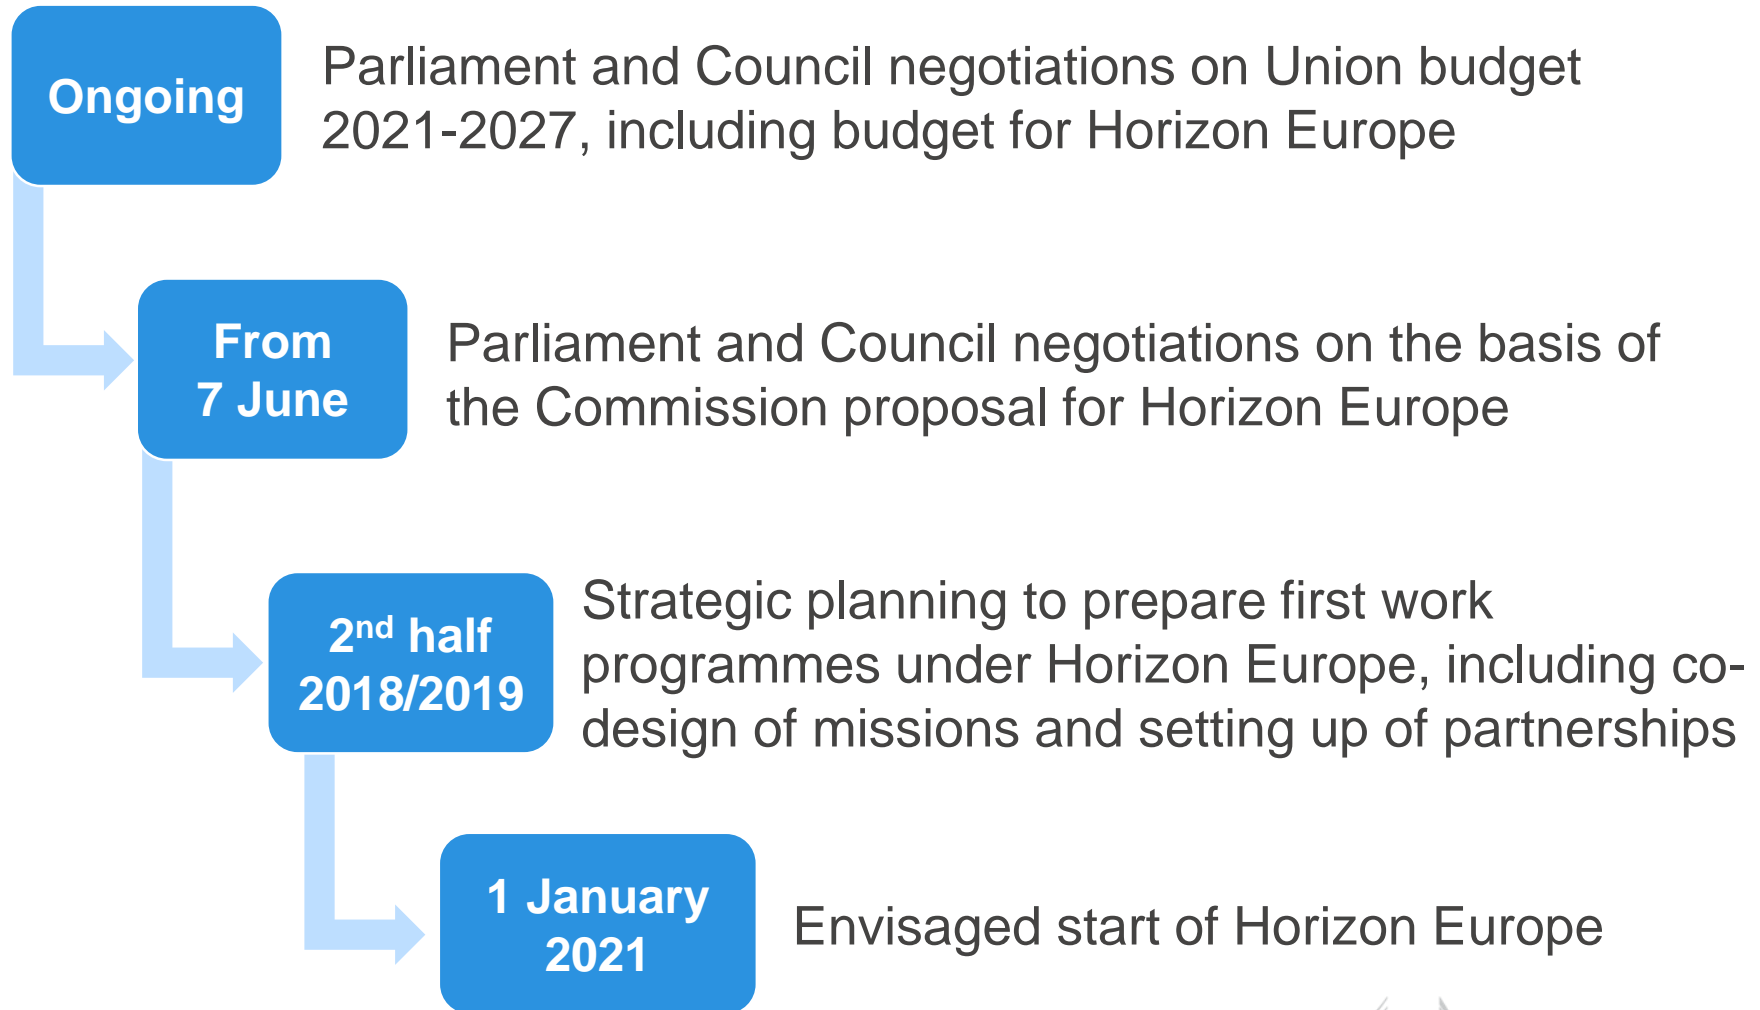 Ongoing
Parliament and Council negotiations on Union budget
2021-2027, including budget for Horizon Europe
From
7 June
Parliament and Council negotiations on the basis of
the Commission proposal for Horizon Europe
2nd half
2018/2019
Strategic planning to prepare first work
programmes under Horizon Europe, including co-
design of missions and setting up of partnerships
1 January
2021
Envisaged start of Horizon Europe